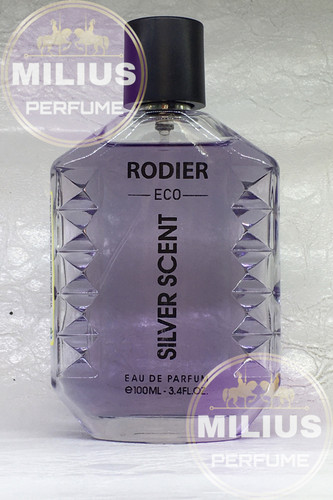 MILIUS
PERFUME
RODIER
ECO
SILVER SCENT
EAU DE PARFUM
℮100ML - 3.4FL.OZ.
MILIUS
PERFUME